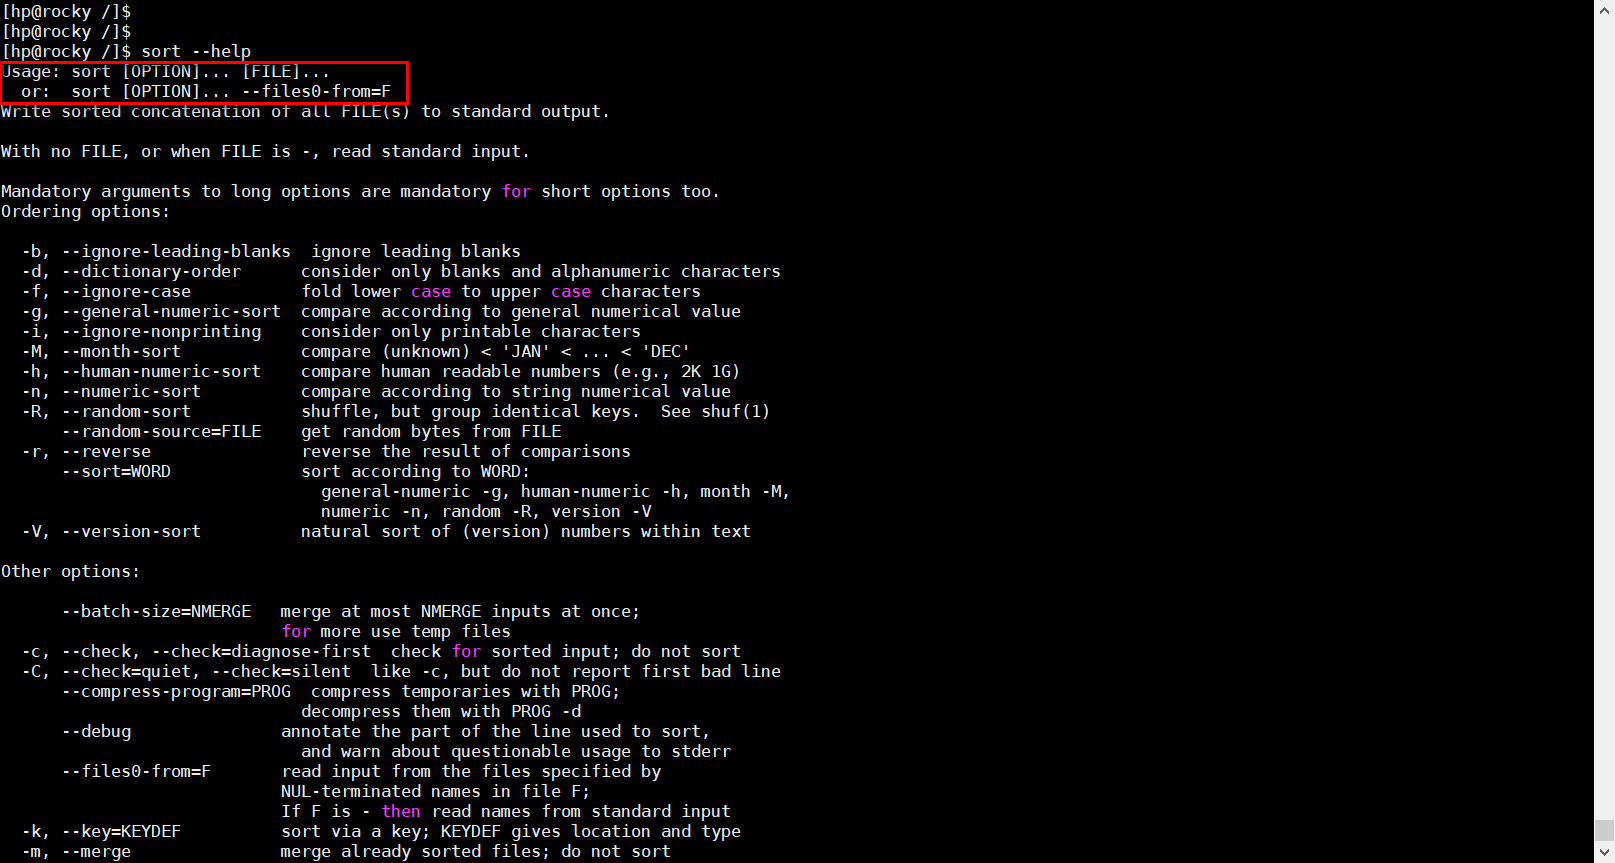 [hp@rocky /]$
[hp@rocky /]$
[hp@rocky /]$ sort --help
Usage: sort [OPTION]... [FILE]...
  or:  sort [OPTION]... --files0-from=F
Write sorted concatenation of all FILE(s) to standard output.

With no FILE, or when FILE is -, read standard input.

Mandatory arguments to long options are mandatory for short options too.
Ordering options:

  -b, --ignore-leading-blanks  ignore leading blanks
  -d, --dictionary-order      consider only blanks and alphanumeric characters
  -f, --ignore-case           fold lower case to upper case characters
  -g, --general-numeric-sort  compare according to general numerical value
  -i, --ignore-nonprinting    consider only printable characters
  -M, --month-sort            compare (unknown) < 'JAN' < ... < 'DEC'
  -h, --human-numeric-sort    compare human readable numbers (e.g., 2K 1G)
  -n, --numeric-sort          compare according to string numerical value
  -R, --random-sort           shuffle, but group identical keys.  See shuf(1)
      --random-source=FILE    get random bytes from FILE
  -r, --reverse               reverse the result of comparisons
      --sort=WORD             sort according to WORD:
                                general-numeric -g, human-numeric -h, month -M,
                                numeric -n, random -R, version -V
  -V, --version-sort          natural sort of (version) numbers within text

Other options:

      --batch-size=NMERGE   merge at most NMERGE inputs at once;
                            for more use temp files
  -c, --check, --check=diagnose-first  check for sorted input; do not sort
  -C, --check=quiet, --check=silent  like -c, but do not report first bad line
      --compress-program=PROG  compress temporaries with PROG;
                              decompress them with PROG -d
      --debug               annotate the part of the line used to sort,
                              and warn about questionable usage to stderr
      --files0-from=F       read input from the files specified by
                            NUL-terminated names in file F;
                            If F is - then read names from standard input
  -k, --key=KEYDEF          sort via a key; KEYDEF gives location and type
  -m, --merge               merge already sorted files; do not sort